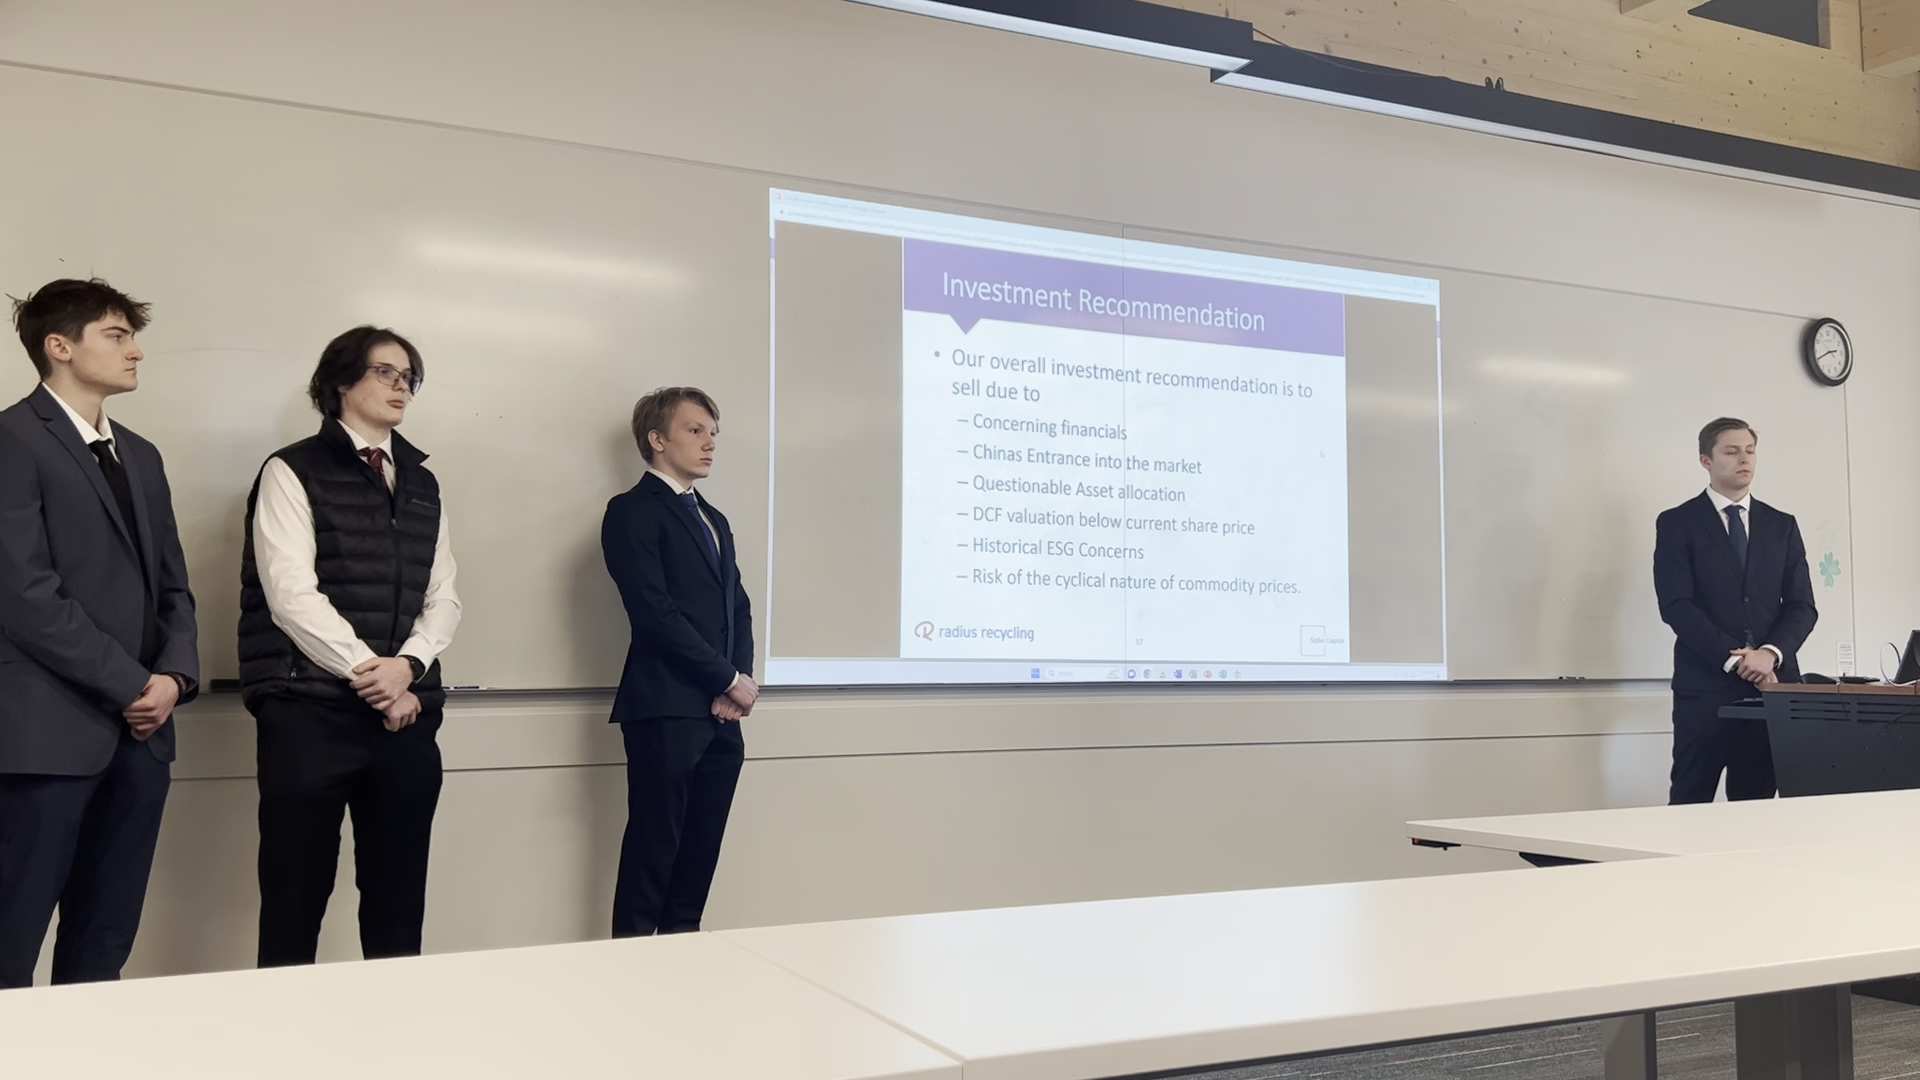 Investment Recommendation
• Our overall investment recommendation is to
sell due to
– Concerning financials
– Chinas Entrance into the market
– Questionable Asset allocation
– DCF valuation below current share price
– Historical ESG Concerns
– Risk of the cyclical nature of commodity prices.
radius recycling
37